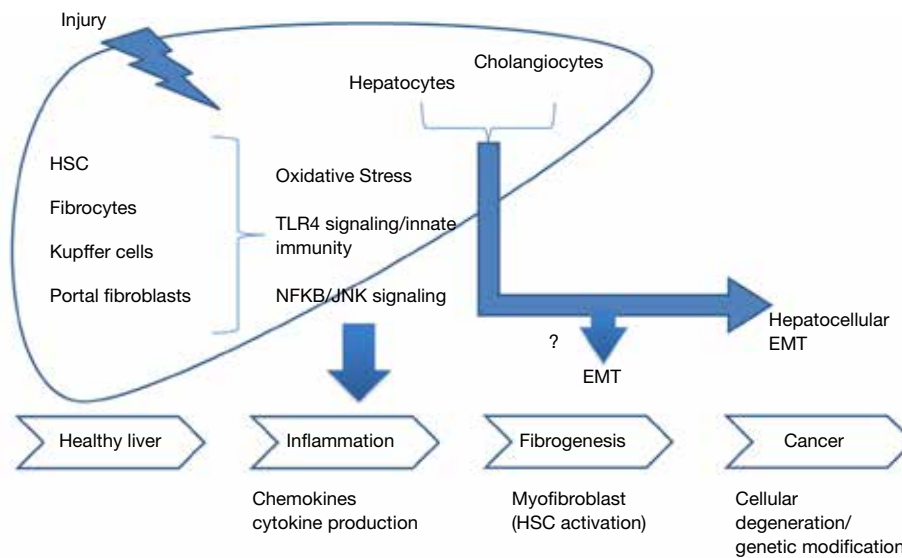 Injury
Cholangiocytes
Hepatocytes
HSC
Fibrocytes
Kupffer cells
Portal fibroblasts
Oxidative Stress
TLR4 signaling/innate
immunity
NFKB/JNK signaling
Hepatocellular
EMT
?
EMT
Healthy liver
Inflammation
Fibrogenesis
Cancer
Chemokines
cytokine production
Myofibroblast
(HSC activation)
Cellular
degeneration/
genetic modification